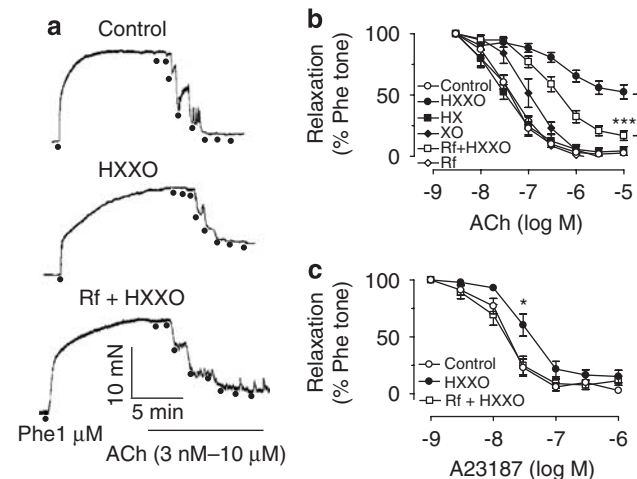 a
Control
HXXO
Rf + HXXO
10 mN
5 min
Phe1 μM
ACh (3 nM–10 μM)
b
Relaxation
(% Phe tone)
100
50
0
Control
HXXO
HX
XO
Rf+HXXO
Rf
***
-9 -8 -7 -6 -5
ACh (log M)
c
Relaxation
(% Phe tone)
100
50
0
*
Control
HXXO
Rf + HXXO
-9 -8 -7 -6
A23187 (log M)